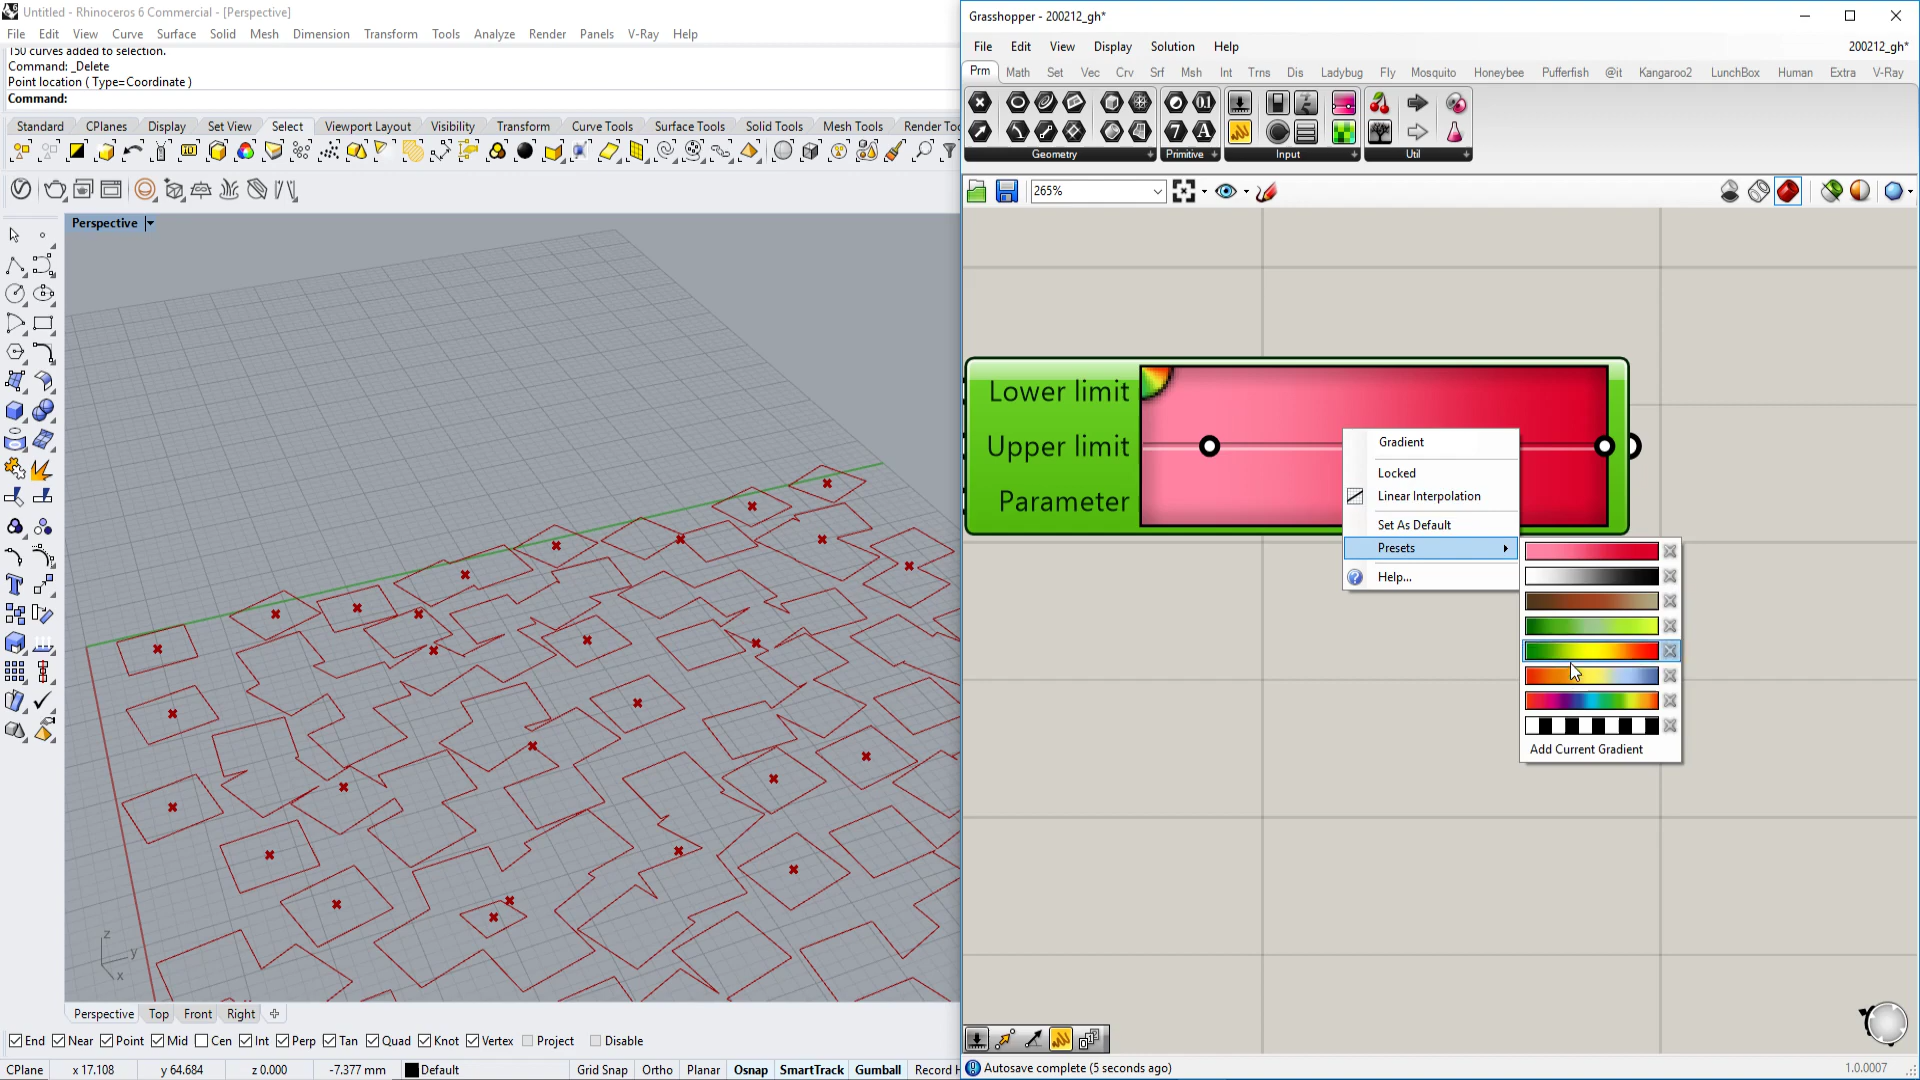 Untitled - Rhinoceros 6 Commercial - [Perspective]
File Edit View Curve Surface Solid Mesh Dimension Transform Tools Analyze Render Panels V-Ray Help
150 curves added to selection.
Command: _Delete
Point location ( Type=Coordinate )
Command:
Standard CPlanes Display Set View Select Viewport Layout Visibility Transform Curve Tools Surface Tools Solid Tools Mesh Tools Render To
Perspective
z
y
x
Perspective Top Front Right
End Near Point Mid Cen Int Perp Tan Quad Knot Vertex Project Disable
CPlane x 17.108 y 64.684 z 0.000 -7.377 mm Default Grid Snap Ortho Planar Osnap SmartTrack Gumball Record H
Grasshopper - 200212_gh*
File Edit View Display Solution Help 200212_gh*
Prm Math Set Vec Crv Srf Msh Int Trns Dis Ladybug Fly Mosquito Honeybee Pufferfish @it Kangaroo2 LunchBox Human Extra V-Ray
Geometry Primitive Input Util
265%
Lower limit
Upper limit
Parameter
Gradient
Locked
Linear Interpolation
Set As Default
Presets
Help...
Add Current Gradient
Autosave complete (5 seconds ago) 1.0.0007